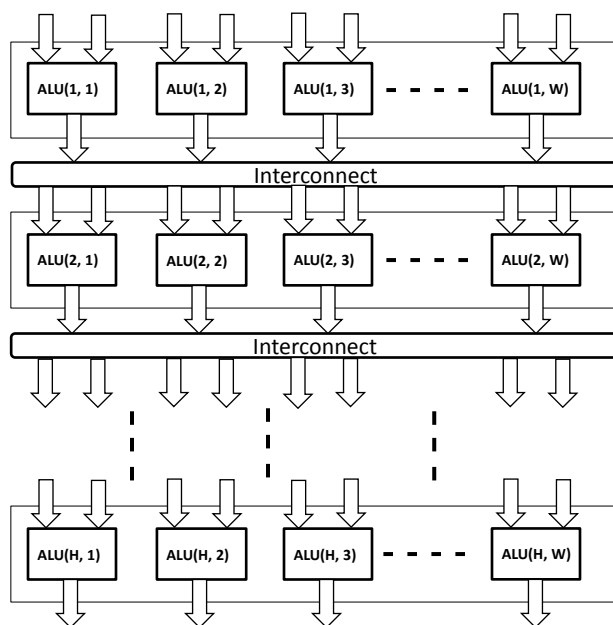 ALU(1, 1) ALU(1, 2) ALU(1, 3) ALU(1, W)
Interconnect
ALU(2, 1) ALU(2, 2) ALU(2, 3) ALU(2, W)
Interconnect
ALU(H, 1) ALU(H, 2) ALU(H, 3) ALU(H, W)